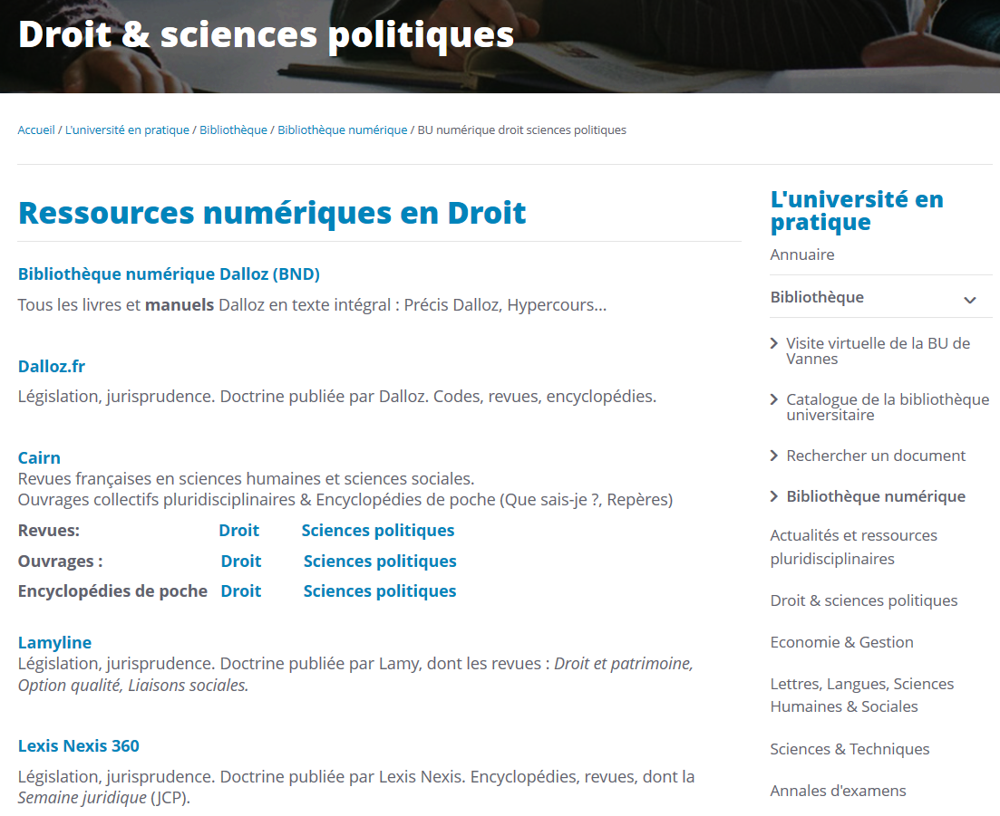 Droit & sciences politiques
Accueil / L'université en pratique / Bibliothèque / Bibliothèque numérique / BU numérique droit sciences politiques
Ressources numériques en Droit
Bibliothèque numérique Dalloz (BND)
Tous les livres et manuels Dalloz en texte intégral : Précis Dalloz, Hypercours...
Dalloz.fr
Législation, jurisprudence. Doctrine publiée par Dalloz. Codes, revues, encyclopédies.
Cairn
Revues françaises en sciences humaines et sciences sociales.
Ouvrages collectifs pluridisciplinaires & Encyclopédies de poche (Que sais-je ?, Repères)
Revues: Droit Sciences politiques
Ouvrages : Droit Sciences politiques
Encyclopédies de poche Droit Sciences politiques
Lamyline
Législation, jurisprudence. Doctrine publiée par Lamy, dont les revues : Droit et patrimoine,
Option qualité, Liaisons sociales.
Lexis Nexis 360
Législation, jurisprudence. Doctrine publiée par Lexis Nexis. Encyclopédies, revues, dont la
Semaine juridique (JCP).
L'université en
pratique
Annuaire
Bibliothèque
Visite virtuelle de la BU de
Vannes
Catalogue de la bibliothèque
universitaire
Rechercher un document
Bibliothèque numérique
Actualités et ressources
pluridisciplinaires
Droit & sciences politiques
Economie & Gestion
Lettres, Langues, Sciences
Humaines & Sociales
Sciences & Techniques
Annales d'examens